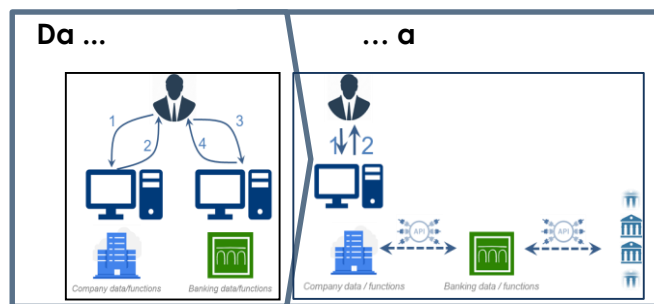 Da ...
... a
1
2
3
4
Company data/functions
Banking data/functions
1
2
API
API
Company data / functions
Banking data / functions